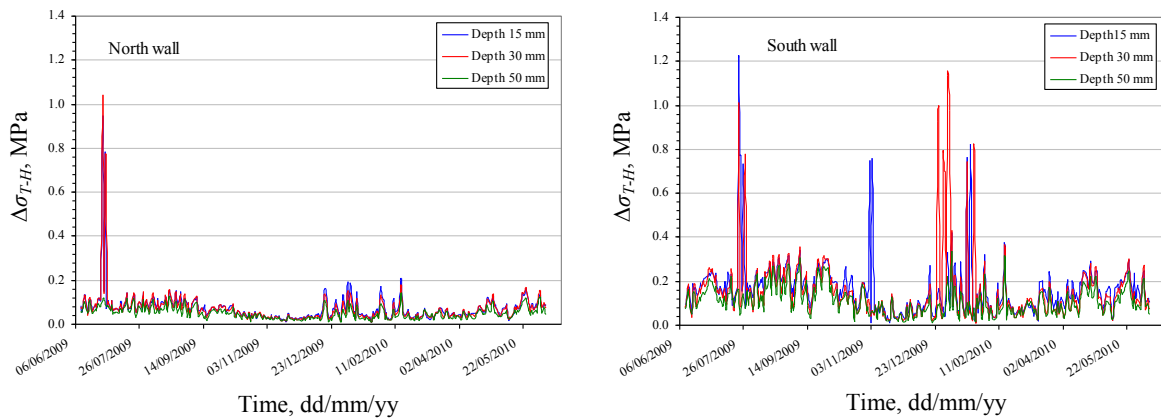 1.4
1.2
1.0
0.8
0.6
0.4
0.2
0.0
ΔσT-H, MPa
North wall
Depth 15 mm
Depth 30 mm
Depth 50 mm
06/06/2009
26/07/2009
14/09/2009
03/11/2009
23/12/2009
11/02/2010
02/04/2010
22/05/2010
Time, dd/mm/yy
1.4
1.2
1.0
0.8
0.6
0.4
0.2
0.0
ΔσT-H, MPa
South wall
Depth15 mm
Depth 30 mm
Depth 50 mm
06/06/2009
26/07/2009
14/09/2009
03/11/2009
23/12/2009
11/02/2010
02/04/2010
22/05/2010
Time, dd/mm/yy